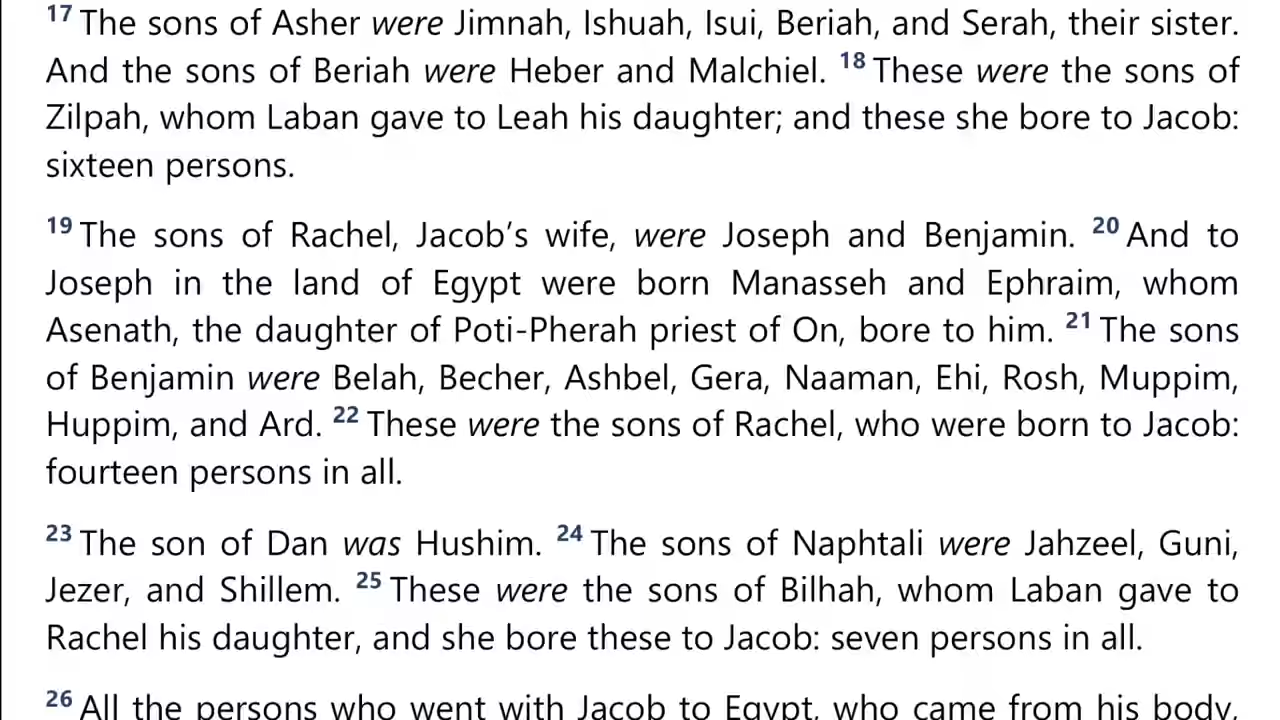 17 The sons of Asher were Jimnah, Ishuah, Isui, Beriah, and Serah, their sister.
And the sons of Beriah were Heber and Malchiel. 18 These were the sons of
Zilpah, whom Laban gave to Leah his daughter; and these she bore to Jacob:
sixteen persons.
19 The sons of Rachel, Jacob’s wife, were Joseph and Benjamin. 20 And to
Joseph in the land of Egypt were born Manasseh and Ephraim, whom
Asenath, the daughter of Poti-Pherah priest of On, bore to him. 21 The sons
of Benjamin were Belah, Becher, Ashbel, Gera, Naaman, Ehi, Rosh, Muppim,
Huppim, and Ard. 22 These were the sons of Rachel, who were born to Jacob:
fourteen persons in all.
23 The son of Dan was Hushim. 24 The sons of Naphtali were Jahzeel, Guni,
Jezer, and Shillem. 25 These were the sons of Bilhah, whom Laban gave to
Rachel his daughter, and she bore these to Jacob: seven persons in all.
26 All the persons who went with Jacob to Egypt, who came from his body,